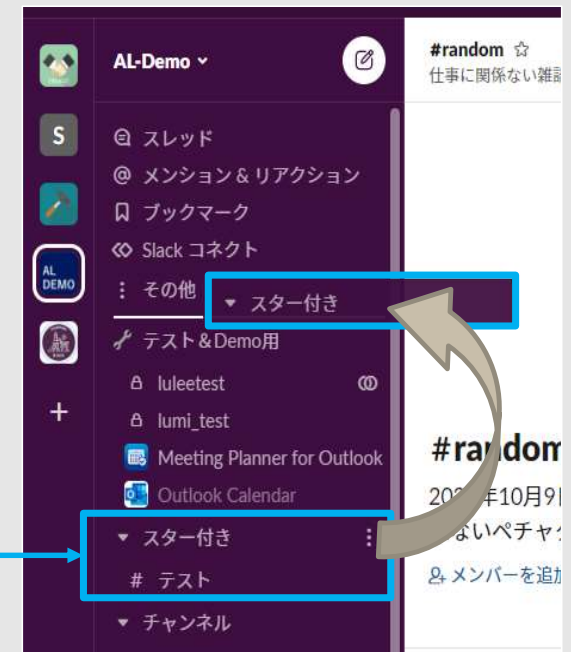 AL-Demo
#random
仕事に関係ない雑談
S
スレッド
@ メンション & リアクション
ブックマーク
Slack コネクト
AL
DEMO
その他
スター付き
テスト&Demo用
luleetest
lumi_test
+
Meeting Planner for Outlook
Outlook Calendar
#random
年10月9
ないペチャ
スター付き
# テスト
メンバーを追加
チャンネル